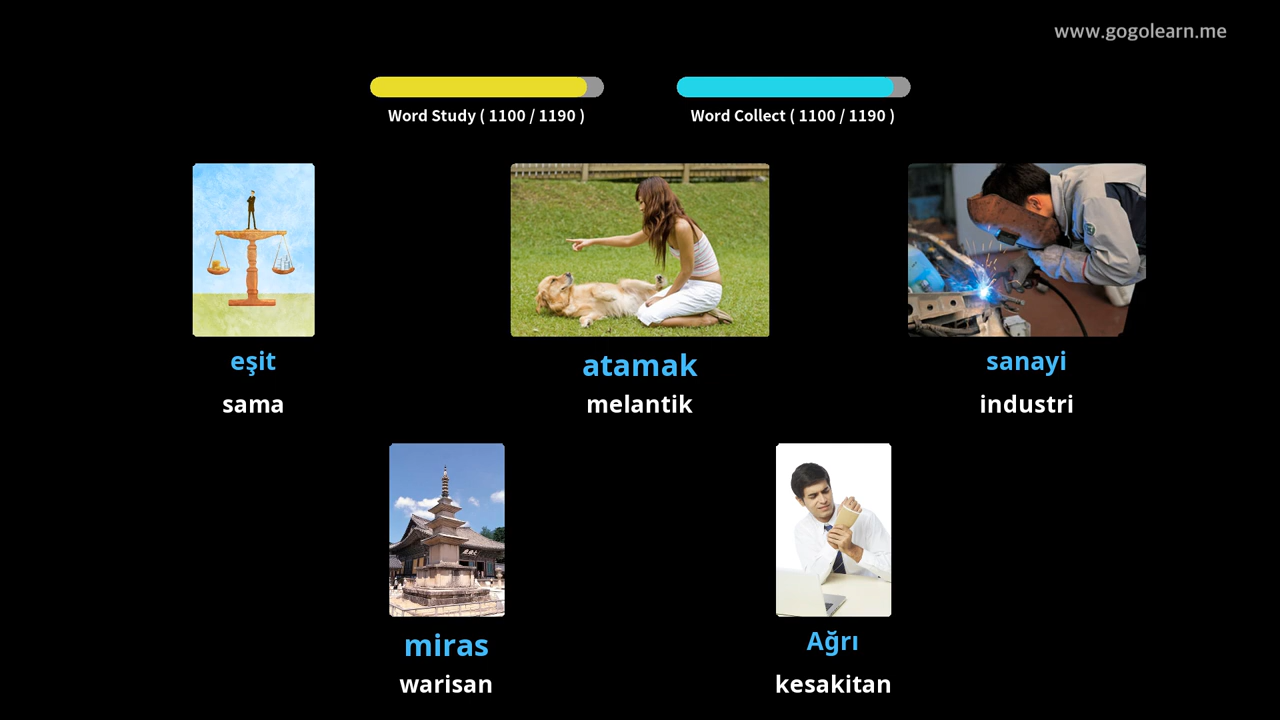 www.gogolearn.me
Word Study ( 1100 / 1190 )
Word Collect ( 1100 / 1190 )
eşit
sama
atamak
melantik
sanayi
industri
miras
warisan
Ağrı
kesakitan